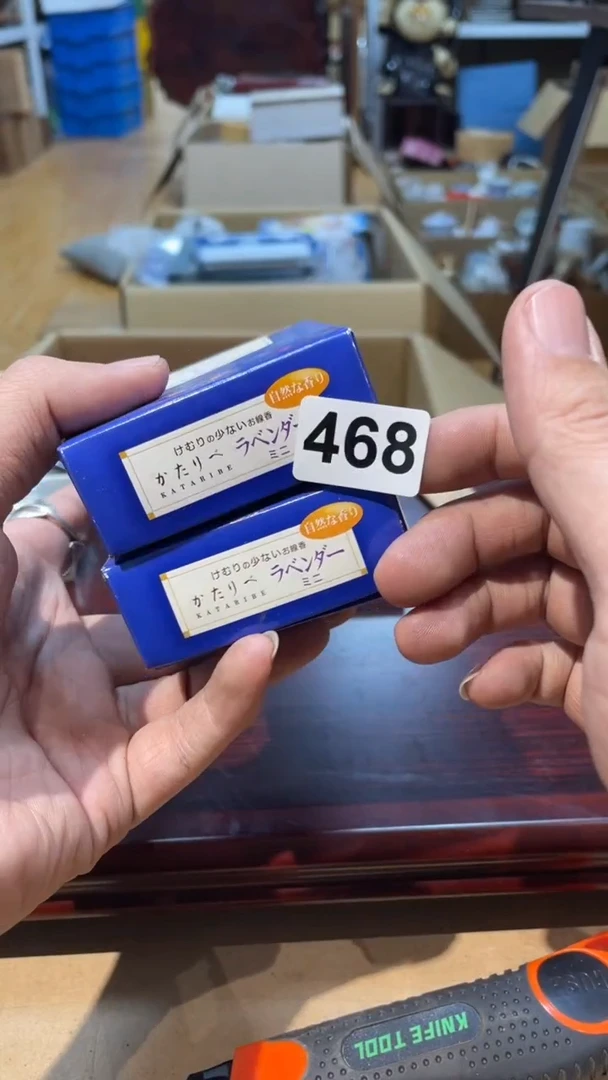 自然な香り
けむりの少ないお線香
かたりべ ラベンダ
KATARIBE ミニ
468
自然な香り
けむりの少ないお線香
かたりべ ラベンダー
KATARIBE ミニ
KNIFE TOOL